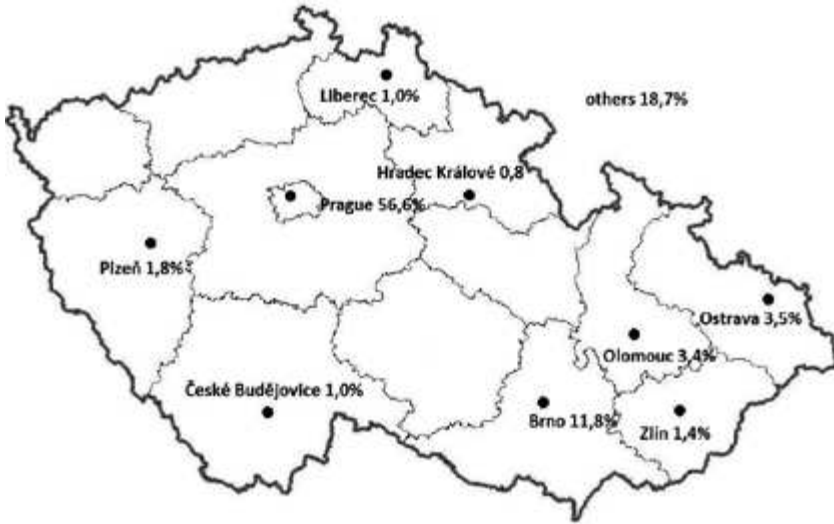 Liberec 1,0%
others 18,7%
Hradec Králové 0,8
Prague 56,6%
Plzeň 1,8%
Ostrava 3,5%
Olomouc 3,4%
České Budějovice 1,0%
Brno 11,8%
Zlín 1,4%